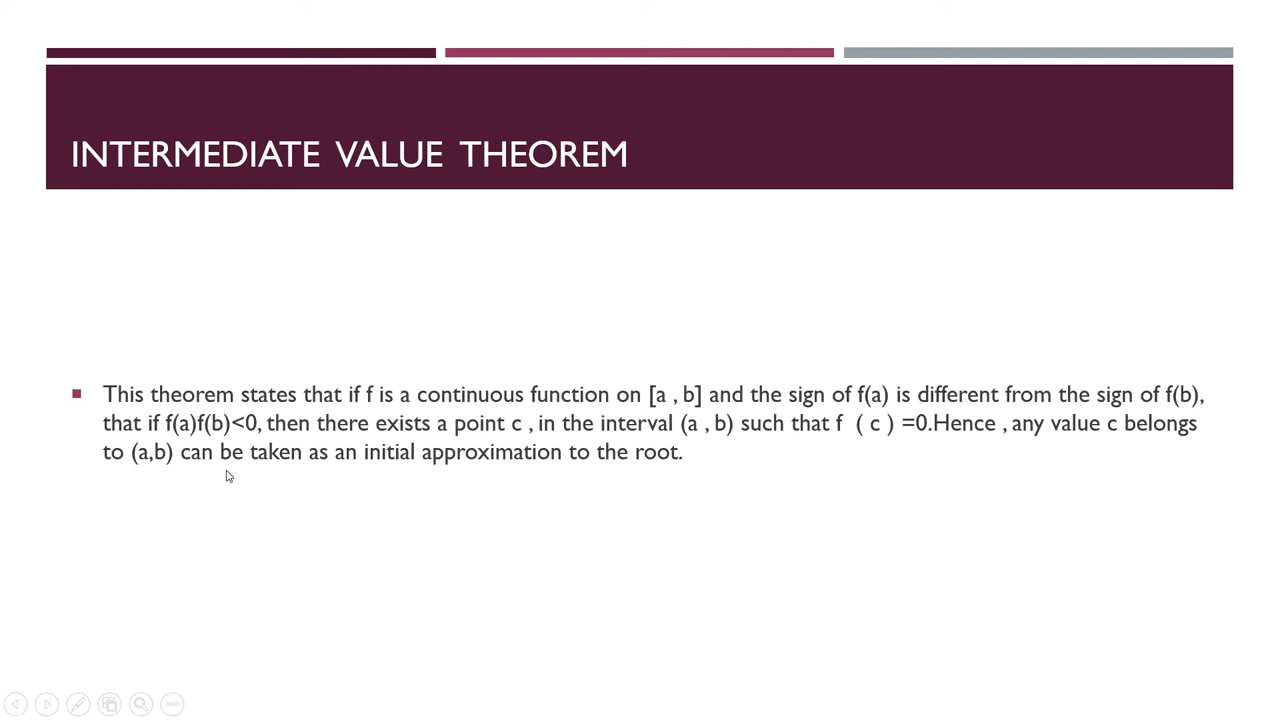 INTERMEDIATE VALUE THEOREM
This theorem states that if f is a continuous function on [a , b] and the sign of f(a) is different from the sign of f(b),
that if f(a)f(b)<0, then there exists a point c , in the interval (a , b) such that f ( c ) =0.Hence , any value c belongs
to (a,b) can be taken as an initial approximation to the root.